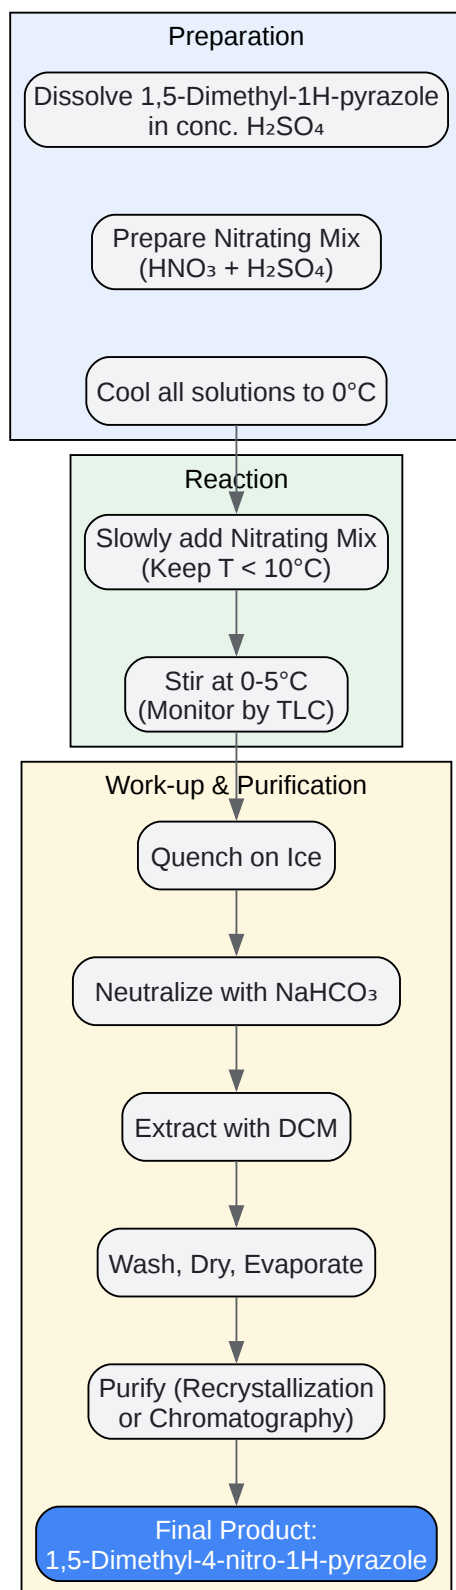 Preparation
Dissolve 1,5-Dimethyl-1H-pyrazole
in conc. H₂SO₄
Prepare Nitrating Mix
(HNO₃ + H₂SO₄)
Cool all solutions to 0°C
Reaction
Slowly add Nitrating Mix
(Keep T < 10°C)
Stir at 0-5°C
(Monitor by TLC)
Work-up & Purification
Quench on Ice
Neutralize with NaHCO₃
Extract with DCM
Wash, Dry, Evaporate
Purify (Recrystallization
or Chromatography)
Final Product:
1,5-Dimethyl-4-nitro-1H-pyrazole